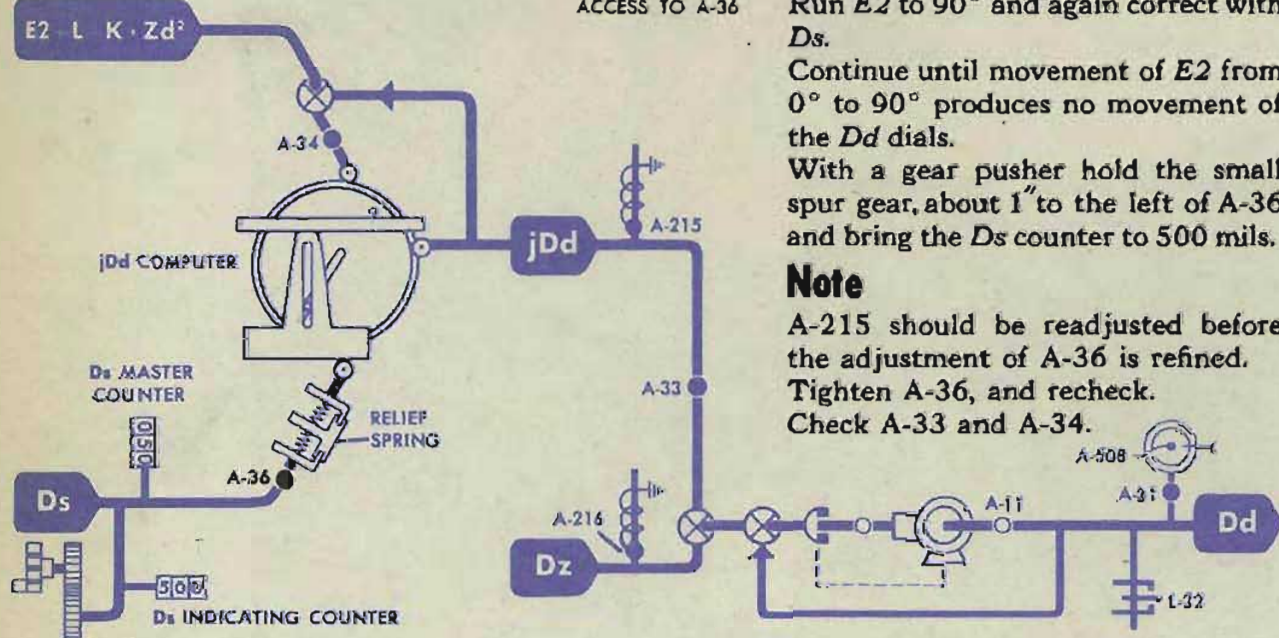 ACCESS TO A-36
Run E2 to 90° and again correct with
Ds.
Continue until movement of E2 from
0° to 90° produces no movement of
the Dd dials.
With a gear pusher hold the small
spur gear, about 1" to the left of A-36
and bring the Ds counter to 500 mils.
Note
A-215 should be readjusted before
the adjustment of A-36 is refined.
Tighten A-36, and recheck.
Check A-33 and A-34.
E2 L K · Zd²
A-34
jDd COMPUTER
jDd
A-215
Ds MASTER
COUNTER
050
RELIEF
SPRING
A-36
Ds
500
Ds INDICATING COUNTER
A-33
A-216
Dz
A-11
A-508
A-31
Dd
L-32